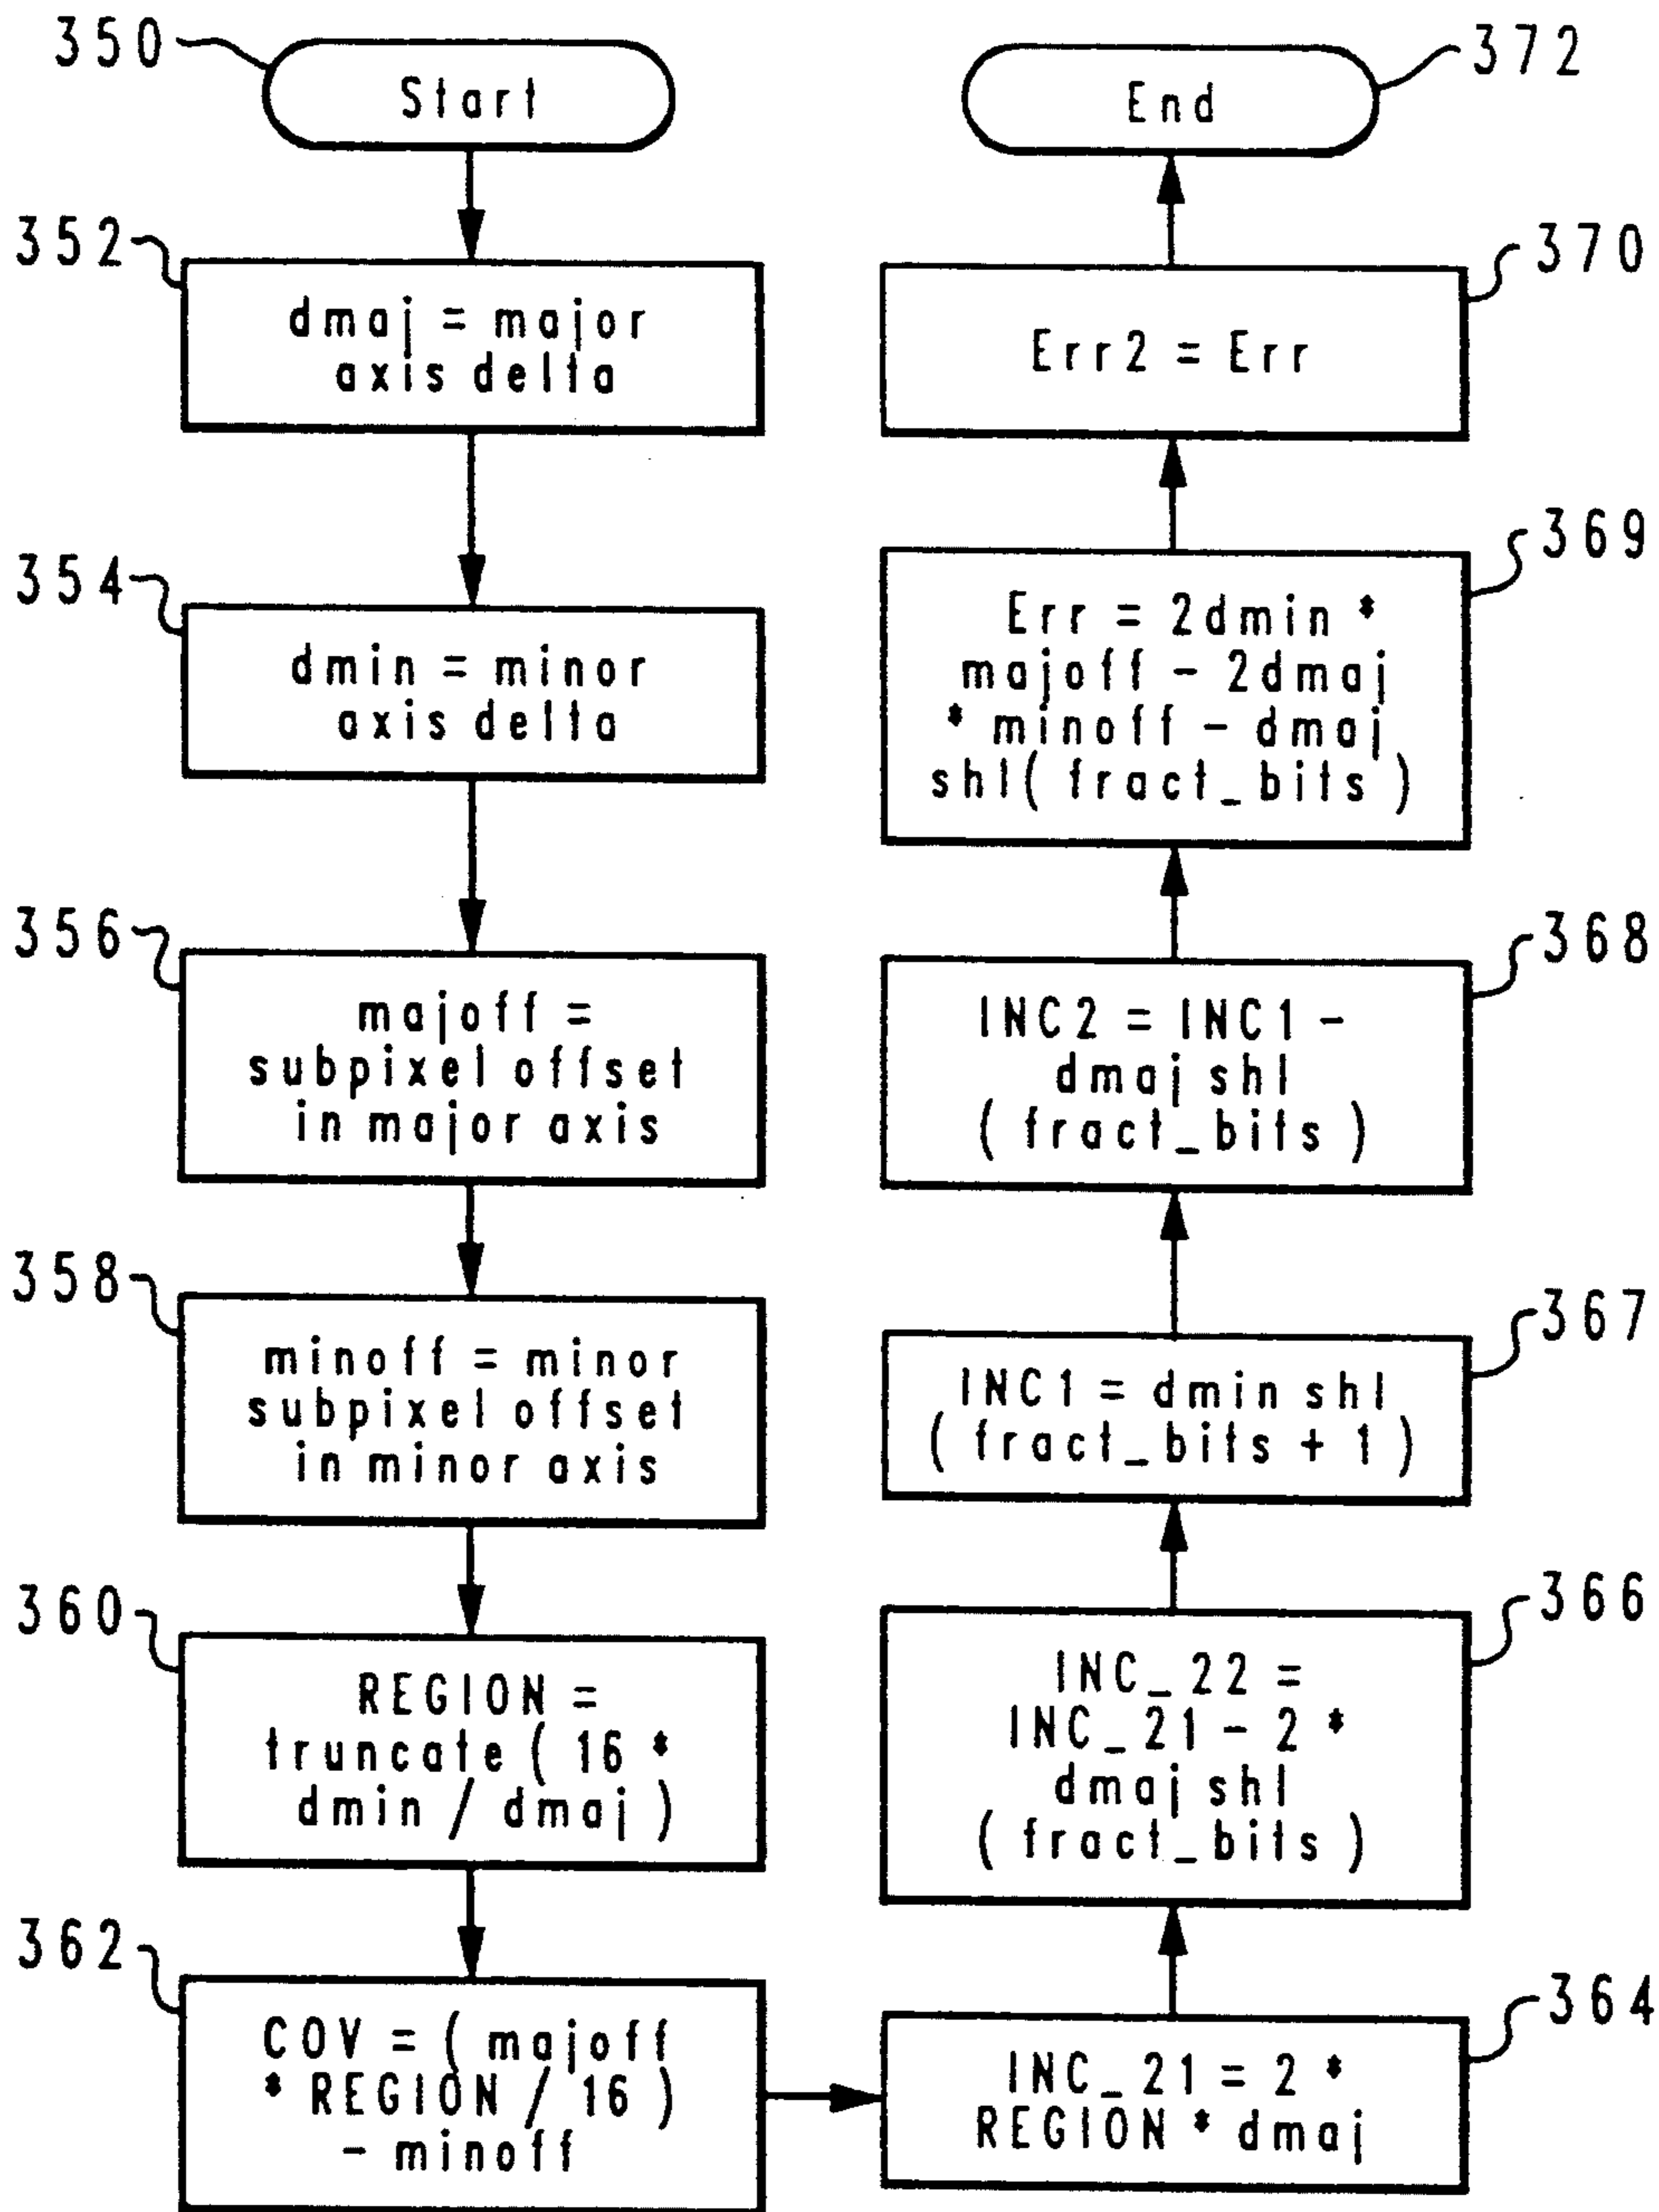 350
Start
352
dmaj = major
axis delta
354
dmin = minor
axis delta
356
majoff =
subpixel offset
in major axis
358
minoff = minor
subpixel offset
in minor axis
360
REGION =
truncate ( 16 *
dmin / dmaj )
362
COV = ( majoff
* REGION / 16 )
- minoff
364
INC_21 = 2 *
REGION * dmaj
366
INC_22 =
INC_21 - 2 *
dmaj shl
( fract_bits )
367
INC1 = dmin shl
( fract_bits + 1 )
368
INC2 = INC1 -
dmaj shl
( fract_bits )
369
Err = 2dmin *
majoff - 2dmaj
* minoff - dmaj
shl( fract_bits )
370
Err2 = Err
372
End